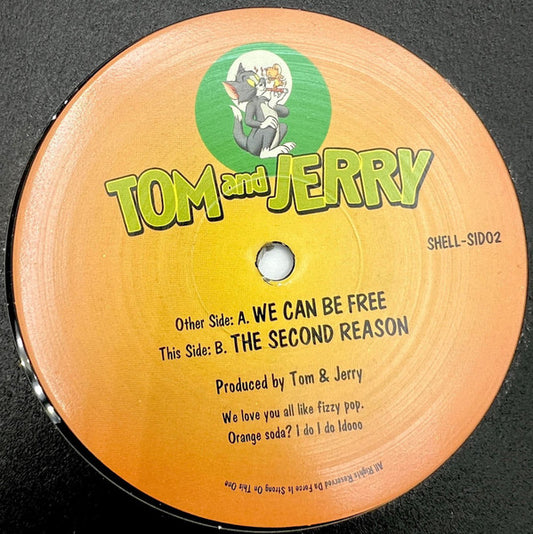 TOM and JERRY
SHELL-SID02
Other Side: A. WE CAN BE FREE
This Side: B. THE SECOND REASON
Produced by Tom & Jerry
We love you all like fizzy pop.
Orange soda? I do I do Idooo
All Rights Reserved Da Force Is Strong On This One